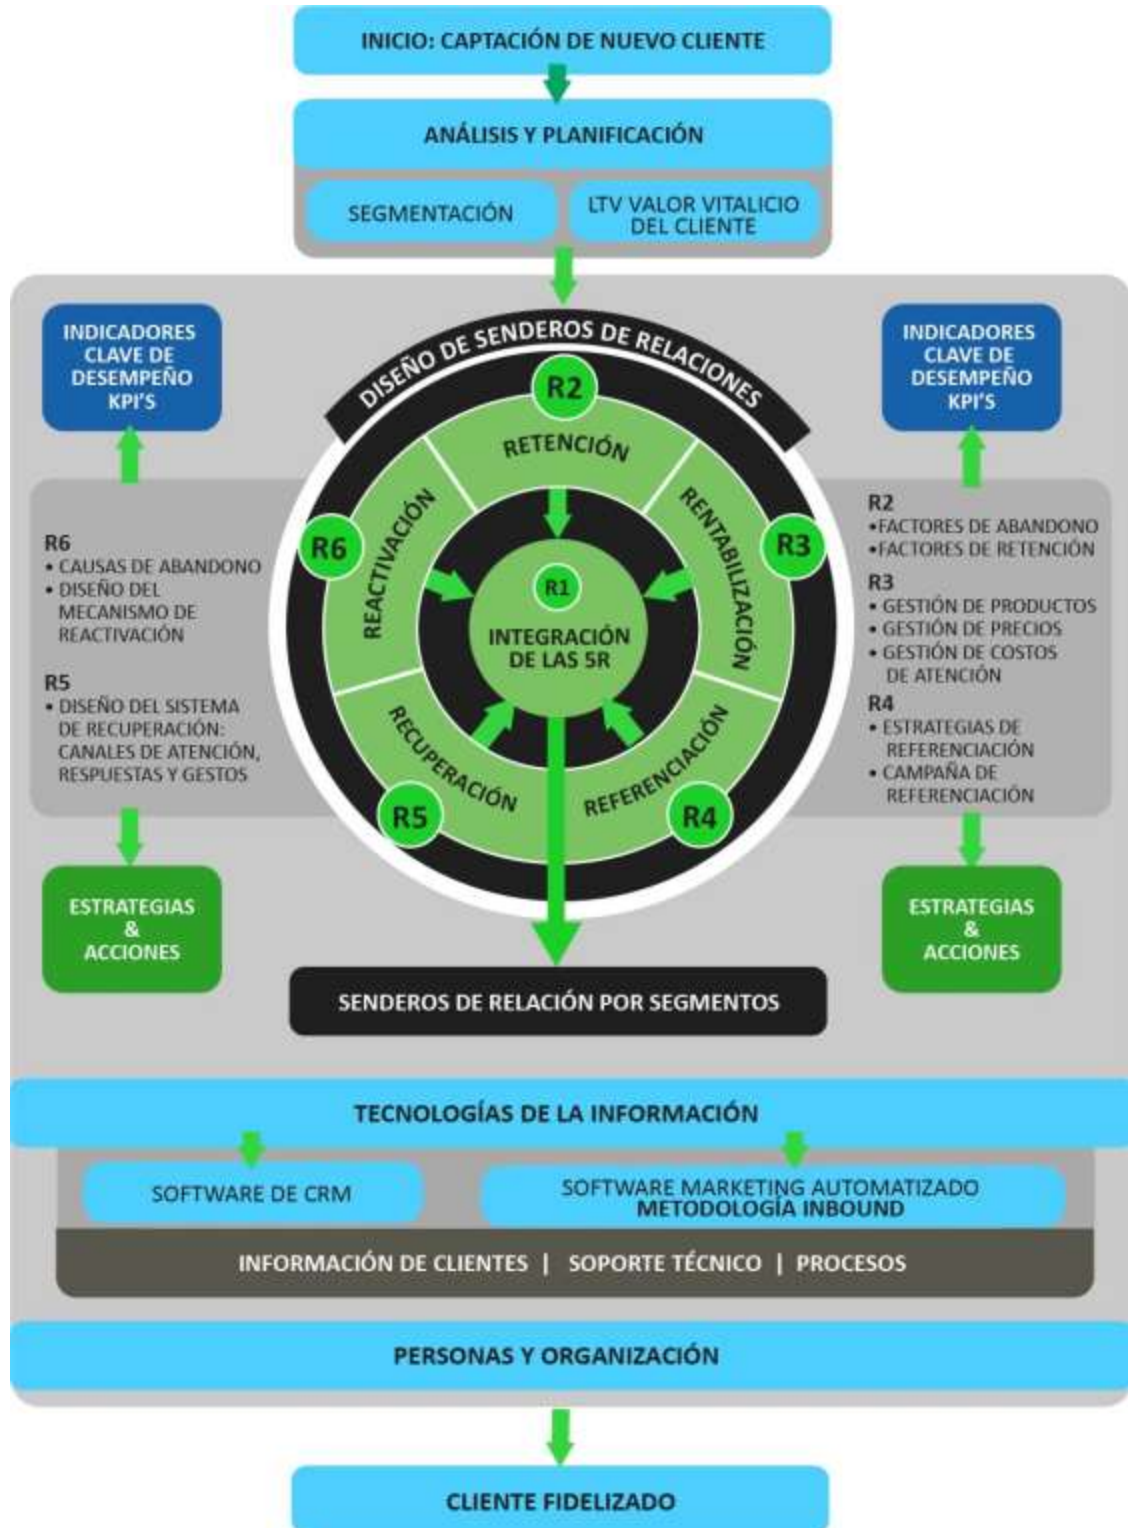 INICIO: CAPTACIÓN DE NUEVO CLIENTE
ANÁLISIS Y PLANIFICACIÓN
SEGMENTACIÓN
LTV VALOR VITALICIO
DEL CLIENTE
INDICADORES
CLAVE DE
DESEMPEÑO
KPI'S
DISEÑO DE SENDEROS DE RELACIONES
INDICADORES
CLAVE DE
DESEMPEÑO
KPI'S
R2
RETENCIÓN
R3
RENTABILIZACIÓN
R4
REFERENCIACIÓN
R5
RECUPERACIÓN
R6
REACTIVACIÓN
R1
INTEGRACIÓN
DE LAS 5R
R6
• CAUSAS DE ABANDONO
• DISEÑO DEL
MECANISMO DE
REACTIVACIÓN
R5
• DISEÑO DEL SISTEMA
DE RECUPERACIÓN:
CANALES DE ATENCIÓN,
RESPUESTAS Y GESTOS
R2
•FACTORES DE ABANDONO
•FACTORES DE RETENCIÓN
R3
• GESTIÓN DE PRODUCTOS
• GESTIÓN DE PRECIOS
• GESTIÓN DE COSTOS
DE ATENCIÓN
R4
• ESTRATEGIAS DE
REFERENCIACIÓN
• CAMPAÑA DE
REFERENCIACIÓN
ESTRATEGIAS
&
ACCIONES
ESTRATEGIAS
&
ACCIONES
SENDEROS DE RELACIÓN POR SEGMENTOS
TECNOLOGÍAS DE LA INFORMACIÓN
SOFTWARE DE CRM
SOFTWARE MARKETING AUTOMATIZADO
METODOLOGÍA INBOUND
INFORMACIÓN DE CLIENTES | SOPORTE TÉCNICO | PROCESOS
PERSONAS Y ORGANIZACIÓN
CLIENTE FIDELIZADO